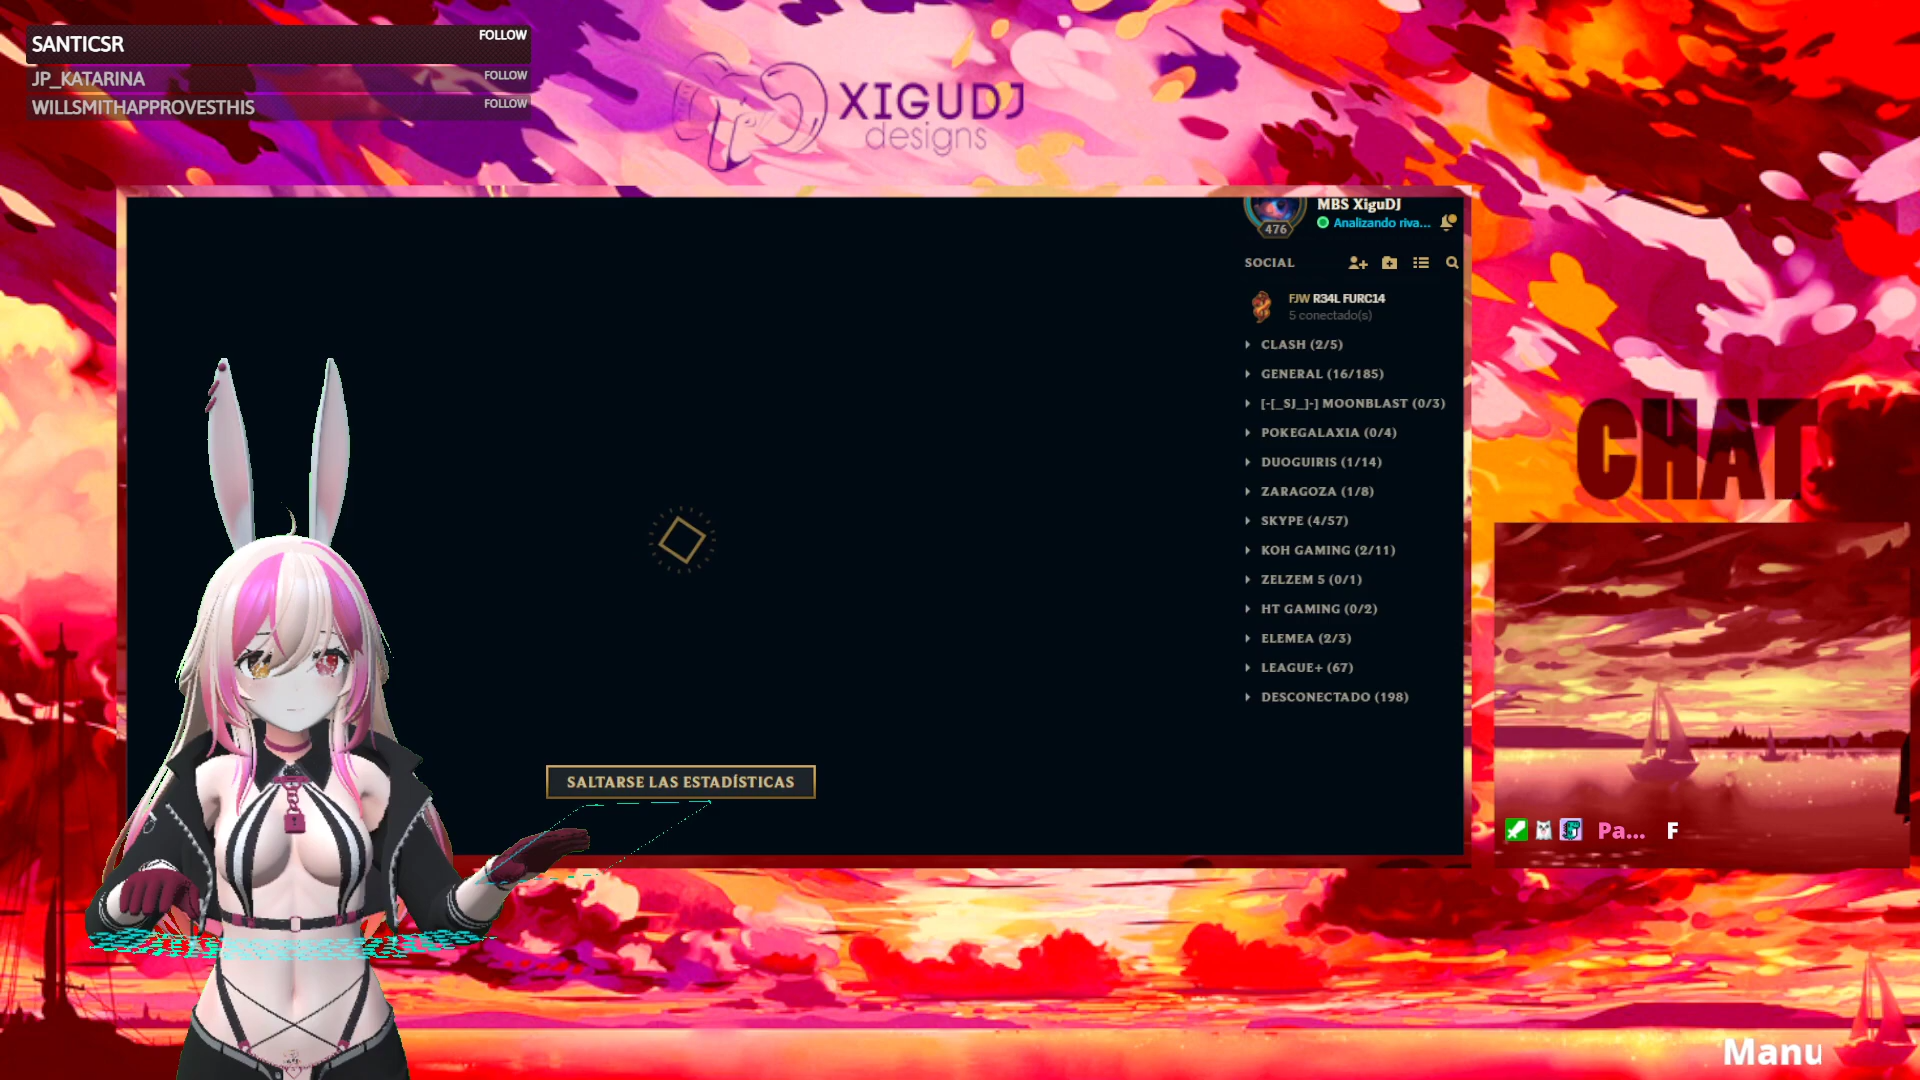 SANTICSR FOLLOW
JP_KATARINA FOLLOW
WILLSMITHAPPROVESTHIS FOLLOW
XIGUDJ
designs
MBS XiguDJ
476
Analizando riva...
SOCIAL
FJW R34L FURC14
5 conectado(s)
CLASH (2/5)
GENERAL (16/185)
[-[_SJ_]-] MOONBLAST (0/3)
POKEGALAXIA (0/4)
DUOGUIRIS (1/14)
ZARAGOZA (1/8)
SKYPE (4/57)
KOH GAMING (2/11)
ZELZEM 5 (0/1)
HT GAMING (0/2)
ELEMEA (2/3)
LEAGUE+ (67)
DESCONECTADO (198)
SALTARSE LAS ESTADÍSTICAS
CHAT
Pa... F
Manu